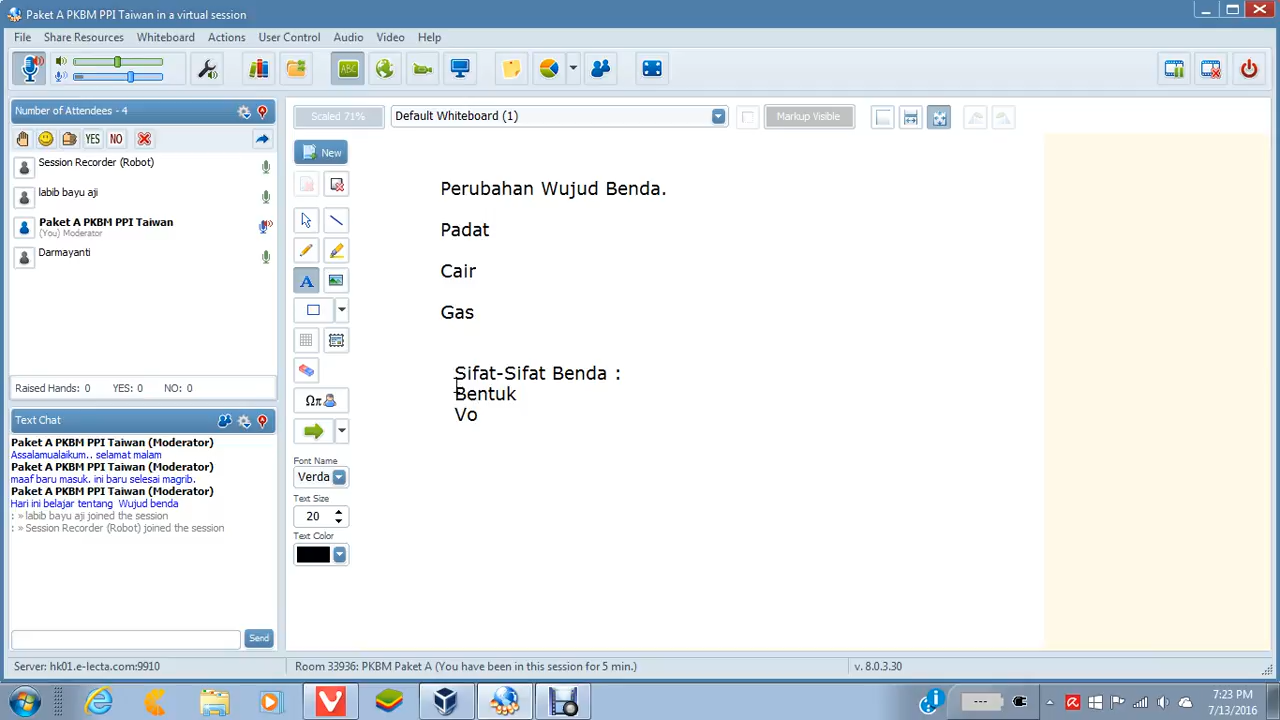 Paket A PKBM PPI Taiwan in a virtual session
File Share Resources Whiteboard Actions User Control Audio Video Help
ABC
Number of Attendees - 4
YES NO
Session Recorder (Robot)
labib bayu aji
Paket A PKBM PPI Taiwan
(You) Moderator
Darmayanti
Raised Hands: 0 YES: 0 NO: 0
Text Chat
Paket A PKBM PPI Taiwan (Moderator)
Assalamualaikum.. selamat malam
Paket A PKBM PPI Taiwan (Moderator)
maaf baru masuk. ini baru selesai magrib.
Paket A PKBM PPI Taiwan (Moderator)
Hari ini belajar tentang Wujud benda
: » labib bayu aji joined the session
: » Session Recorder (Robot) joined the session
Send
Scaled 71% Default Whiteboard (1) Markup Visible
New
A
Ωπ
Font Name
Verda
Text Size
20
Text Color
Perubahan Wujud Benda.
Padat
Cair
Gas
Sifat-Sifat Benda :
Bentuk
Vo
Server: hk01.e-lecta.com:9910 Room 33936: PKBM Paket A (You have been in this session for 5 min.) v. 8.0.3.30
7:23 PM
7/13/2016